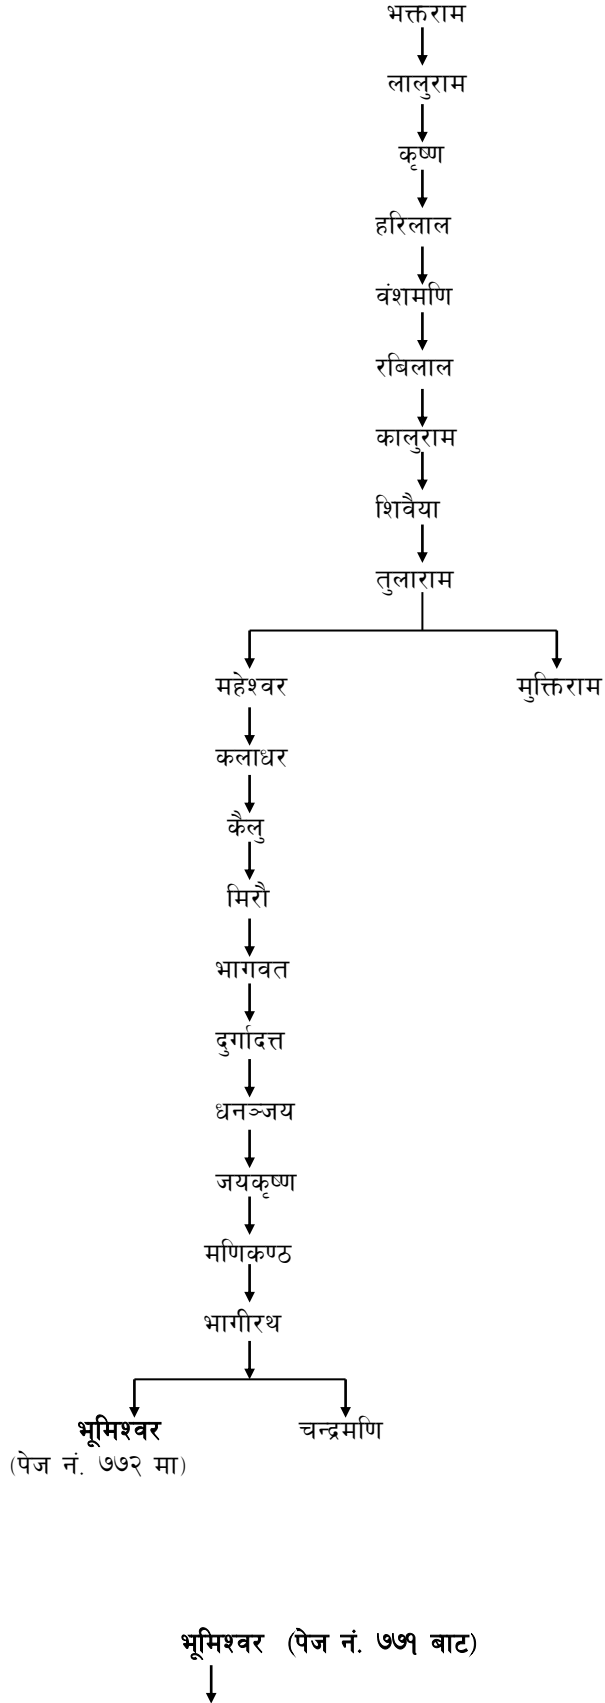 भक्तराम
लालुराम
कृष्ण
हरिलाल
वंशमणि
रबिलाल
कालुराम
शिवैया
तुलाराम
महेश्वर मुक्तिराम
कलाधर
कैलु
मिरौ
भागवत
दुर्गादत्त
धनञ्जय
जयकृष्ण
मणिकण्ठ
भागीरथ
भूमिश्वर चन्द्रमणि
(पेज नं. ७७२ मा)
भूमिश्वर (पेज नं. ७७१ बाट)